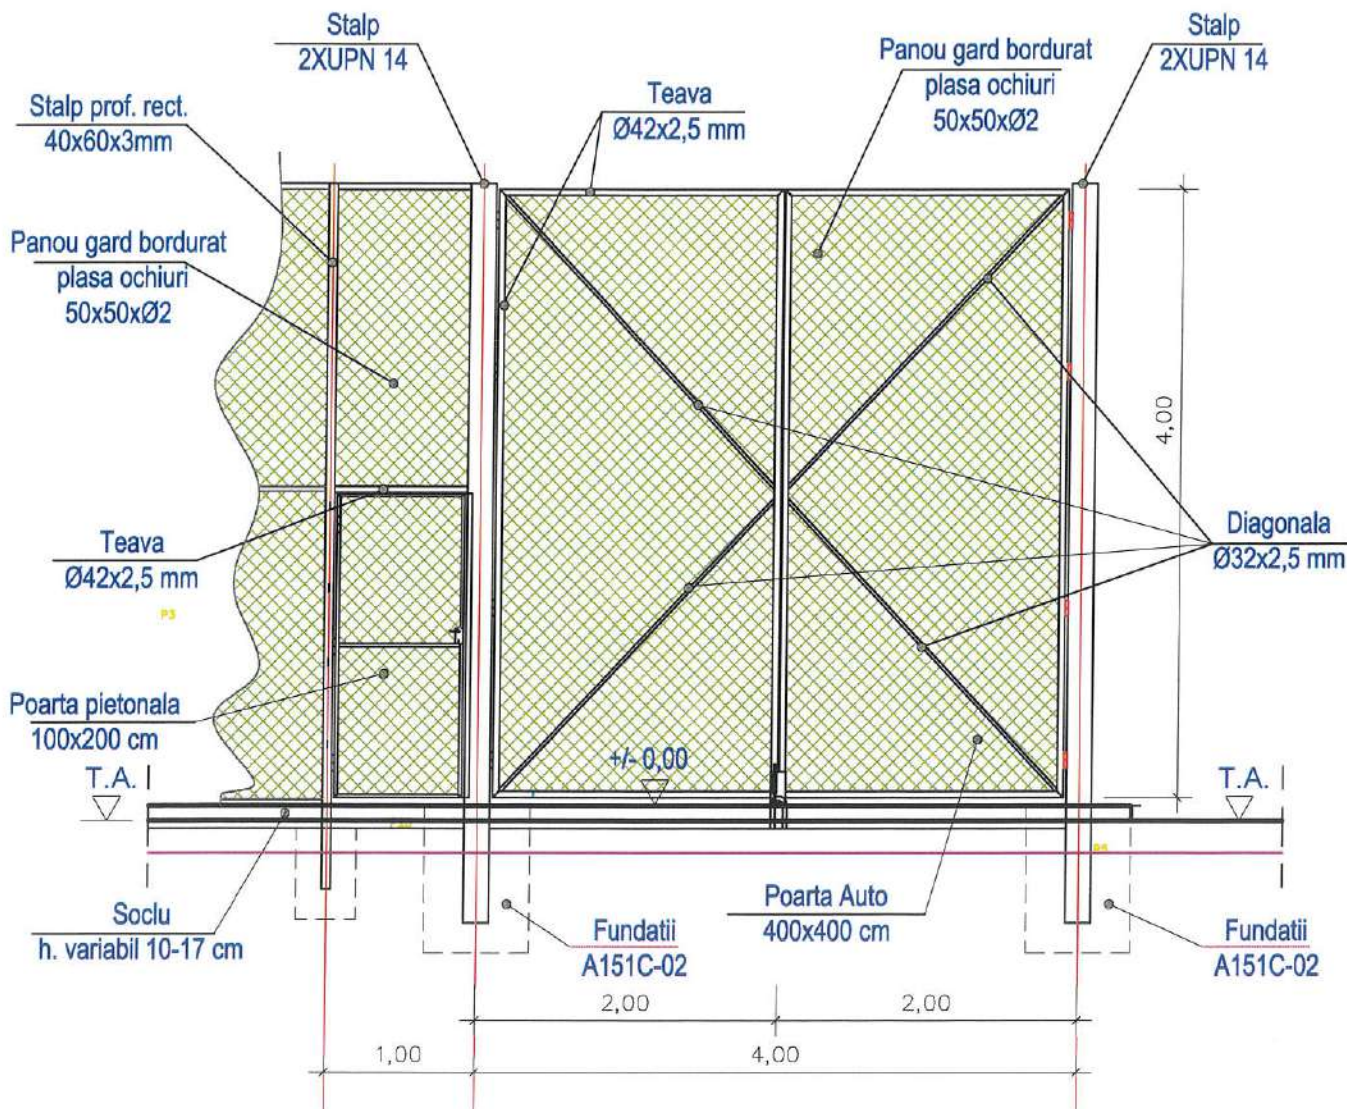 Stalp
2XUPN 14
Stalp
2XUPN 14
Panou gard bordurat
plasa ochiuri
50x50xØ2
Teava
Ø42x2,5 mm
Stalp prof. rect.
40x60x3mm
Panou gard bordurat
plasa ochiuri
50x50xØ2
4,00
Teava
Ø42x2,5 mm
Diagonala
Ø32x2,5 mm
P3
Poarta pietonala
100x200 cm
+/- 0,00
T.A.
T.A.
Poarta Auto
400x400 cm
Soclu
h. variabil 10-17 cm
Fundatii
A151C-02
Fundatii
A151C-02
2,00
2,00
1,00
4,00